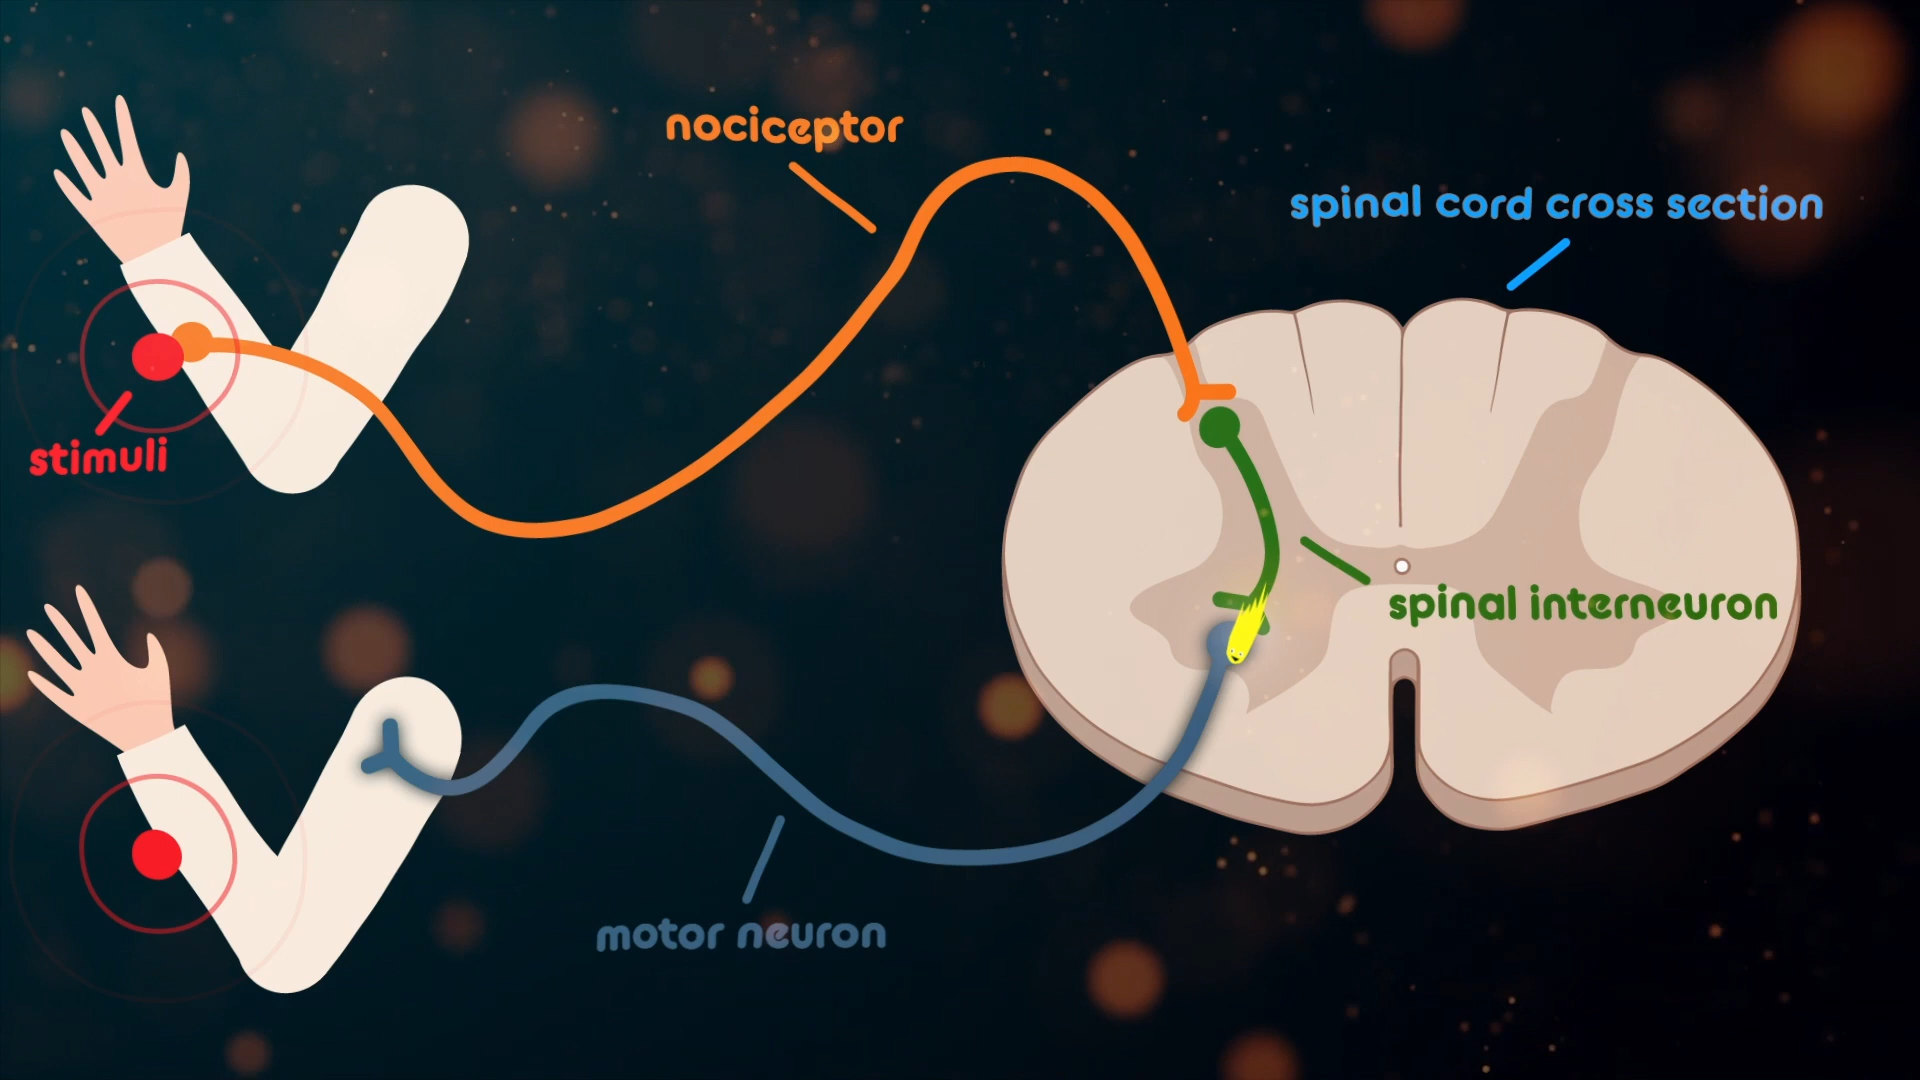 nociceptor
spinal cord cross section
stimuli
spinal interneuron
motor neuron